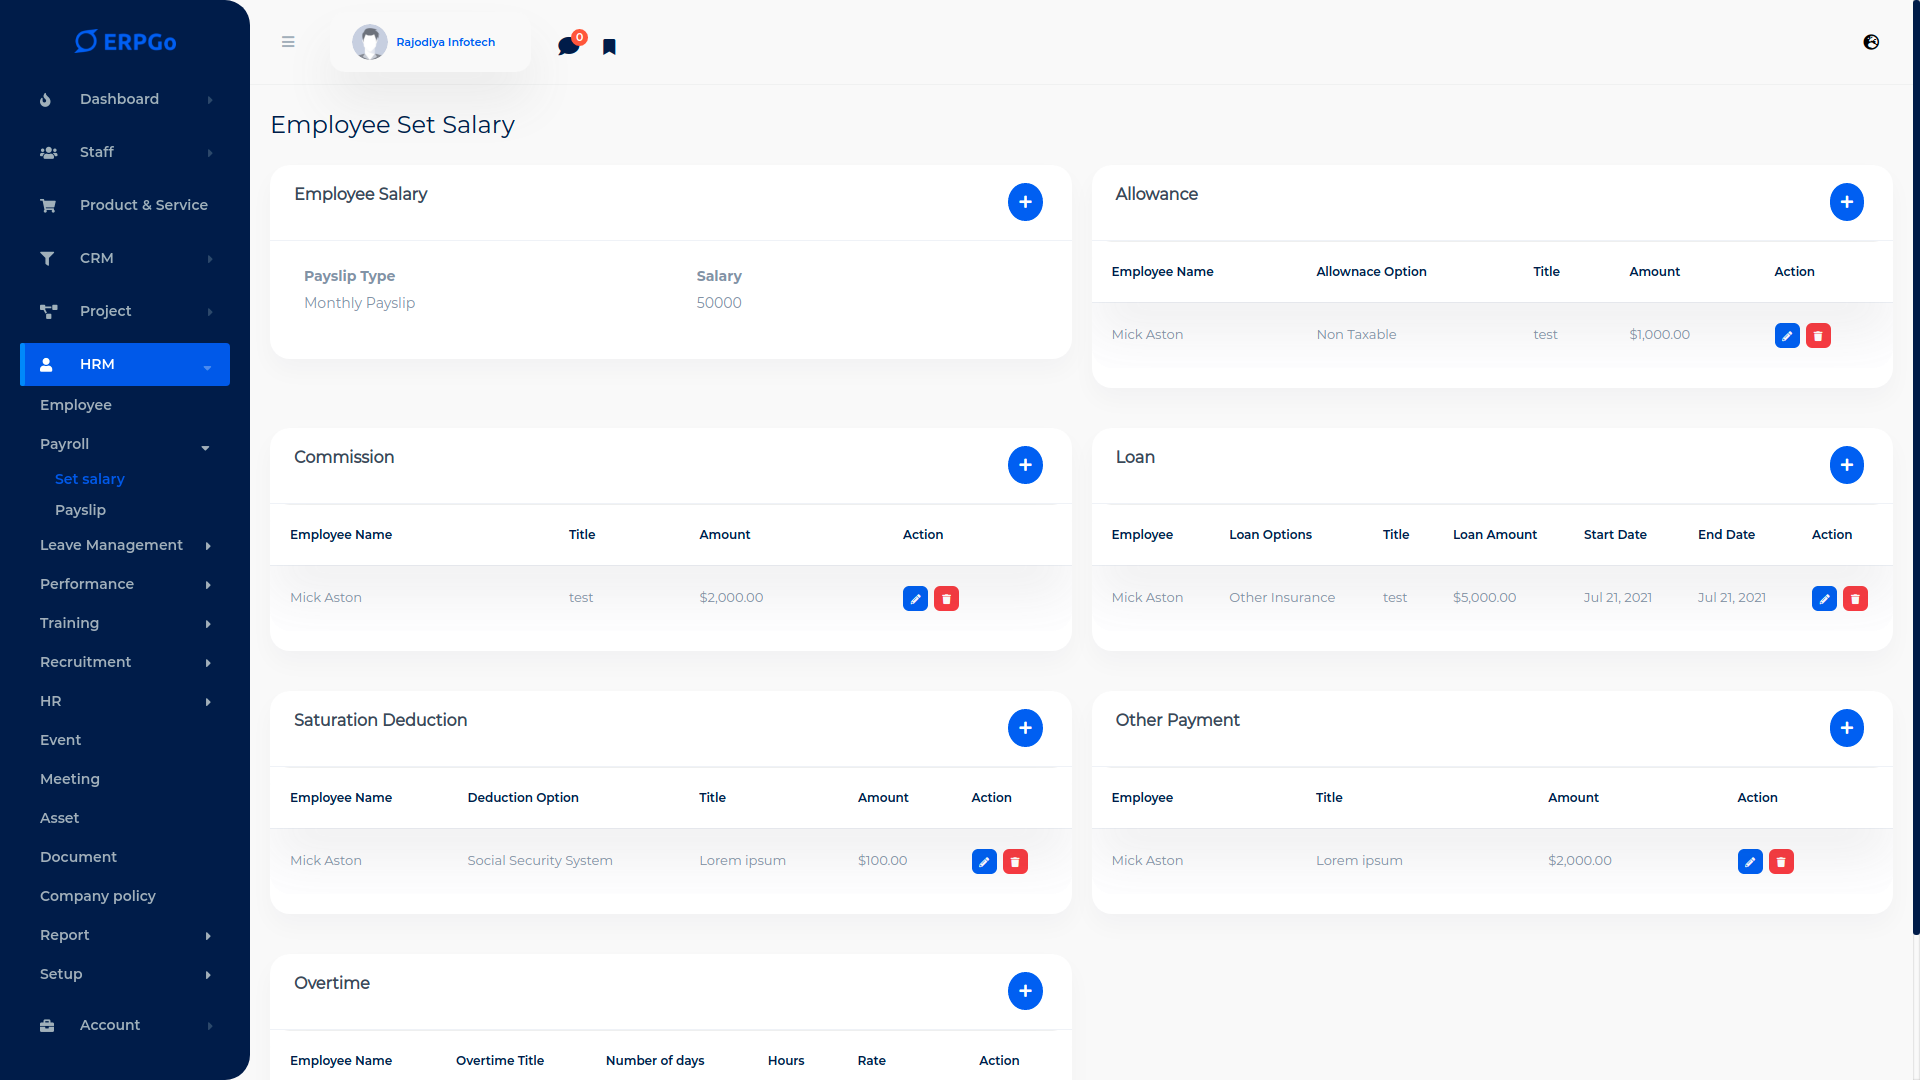 ERPGo
Dashboard
Staff
Product & Service
CRM
Project
HRM
Employee
Payroll
Set salary
Payslip
Leave Management
Performance
Training
Recruitment
HR
Event
Meeting
Asset
Document
Company policy
Report
Setup
Account
Rajodiya Infotech
0
Employee Set Salary
Employee Salary
Payslip Type Salary
Monthly Payslip 50000
Allowance
Employee Name Allownace Option Title Amount Action
Mick Aston Non Taxable test $1,000.00
Commission
Employee Name Title Amount Action
Mick Aston test $2,000.00
Loan
Employee Loan Options Title Loan Amount Start Date End Date Action
Mick Aston Other Insurance test $5,000.00 Jul 21, 2021 Jul 21, 2021
Saturation Deduction
Employee Name Deduction Option Title Amount Action
Mick Aston Social Security System Lorem ipsum $100.00
Other Payment
Employee Title Amount Action
Mick Aston Lorem ipsum $2,000.00
Overtime
Employee Name Overtime Title Number of days Hours Rate Action